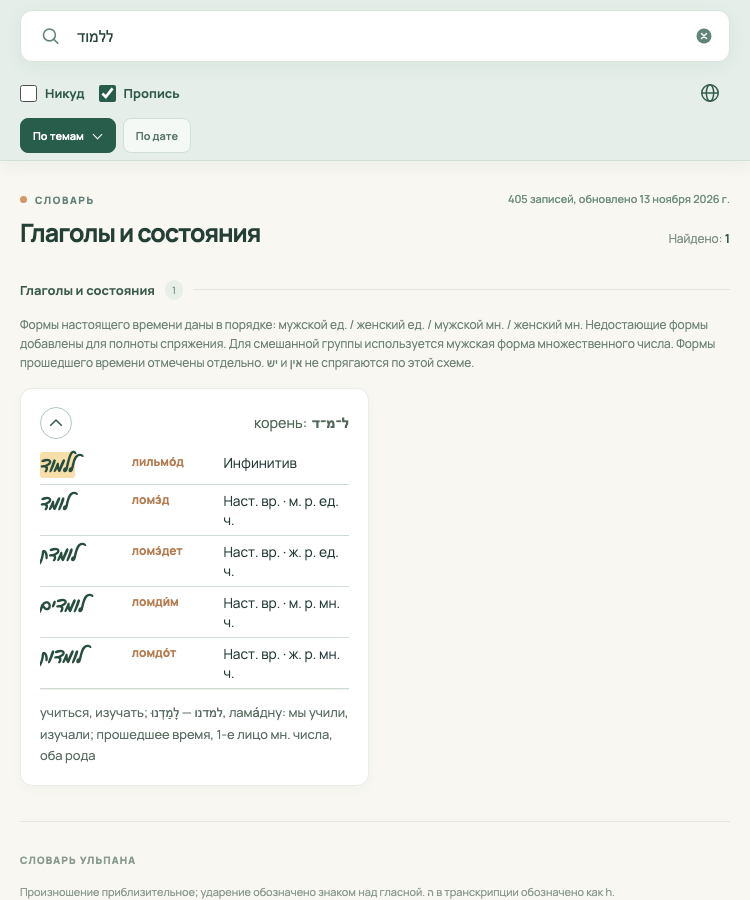 ללמוד
Никуд
Пропись
По темам
По дате
СЛОВАРЬ
405 записей, обновлено 13 ноября 2026 г.
Глаголы и состояния
Найдено: 1
Глаголы и состояния 1
Формы настоящего времени даны в порядке: мужской ед. / женский ед. / мужской мн. / женский мн. Недостающие формы
добавлены для полноты спряжения. Для смешанной группы используется мужская форма множественного числа. Формы
прошедшего времени отмечены отдельно. יש и אין не спрягаются по этой схеме.
корень: ל־מ־ד
ללמוד лильмо́д Инфинитив
לומד ломэ́д Наст. вр. · м. р. ед.
ч.
לומדת ломэ́дет Наст. вр. · ж. р. ед.
ч.
לומדים ломди́м Наст. вр. · м. р. мн.
ч.
לומדות ломдо́т Наст. вр. · ж. р. мн.
ч.
учиться, изучать; למדנו — לָמַדְנוּ, лама́дну: мы учили,
изучали; прошедшее время, 1-е лицо мн. числа,
оба рода
СЛОВАРЬ УЛЬПАНА
Произношение приблизительное; ударение обозначено знаком над гласной. ה в транскрипции обозначено как h.